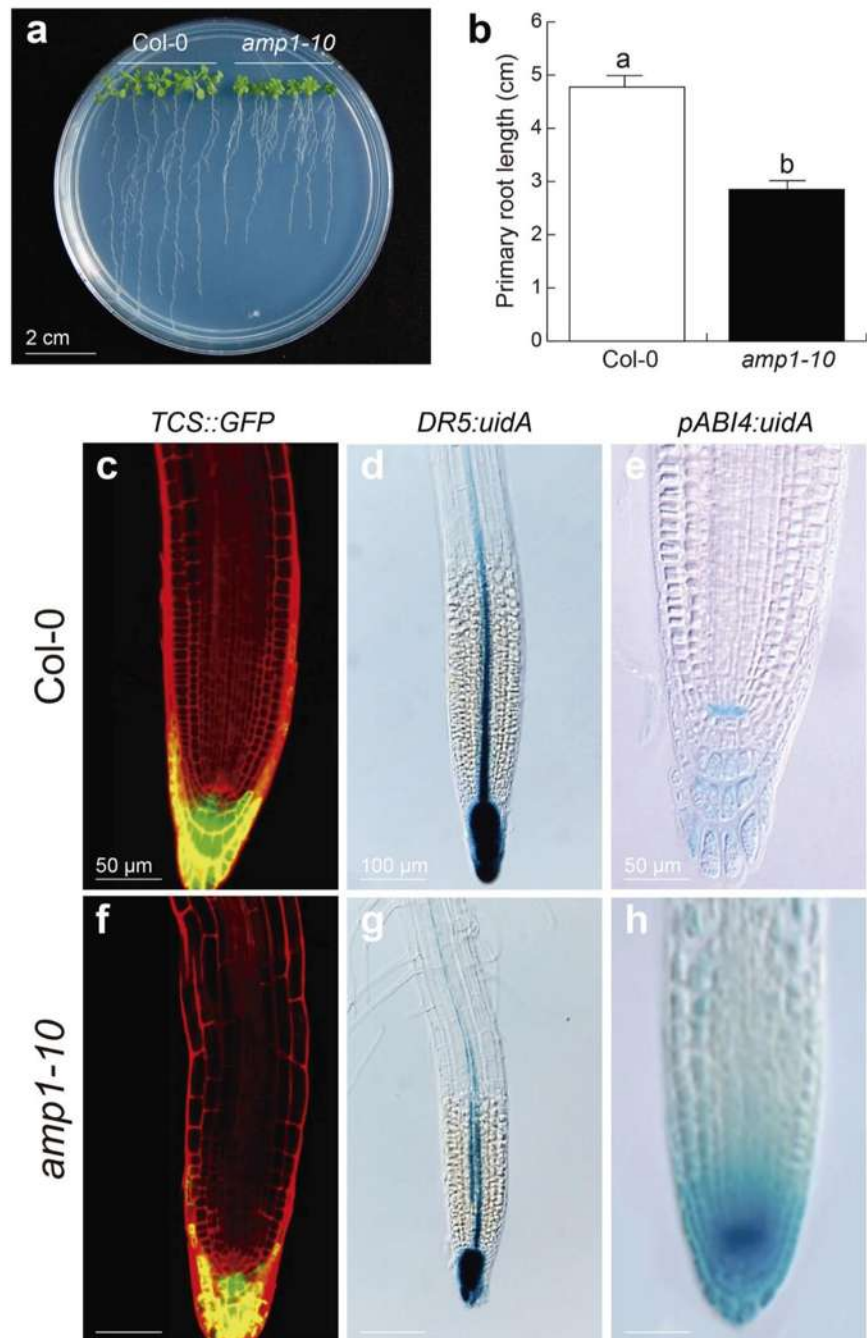 a
Col-0 amp1-10
2 cm
b
Primary root length (cm)
6
5
4
3
2
1
0
a
b
Col-0 amp1-10
TCS::GFP DR5:uidA pABI4:uidA
Col-0
c
50 µm
d
100 µm
e
50 µm
amp1-10
f
g
h